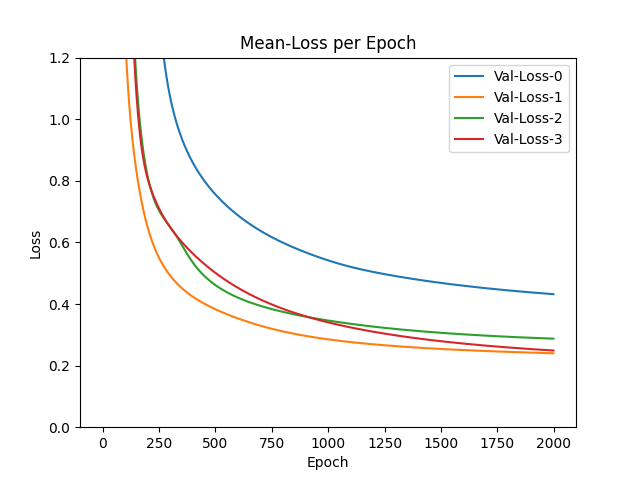 Mean-Loss per Epoch
Val-Loss-0
Val-Loss-1
Val-Loss-2
Val-Loss-3
Loss
1.2
1.0
0.8
0.6
0.4
0.2
0.0
0 250 500 750 1000 1250 1500 1750 2000
Epoch